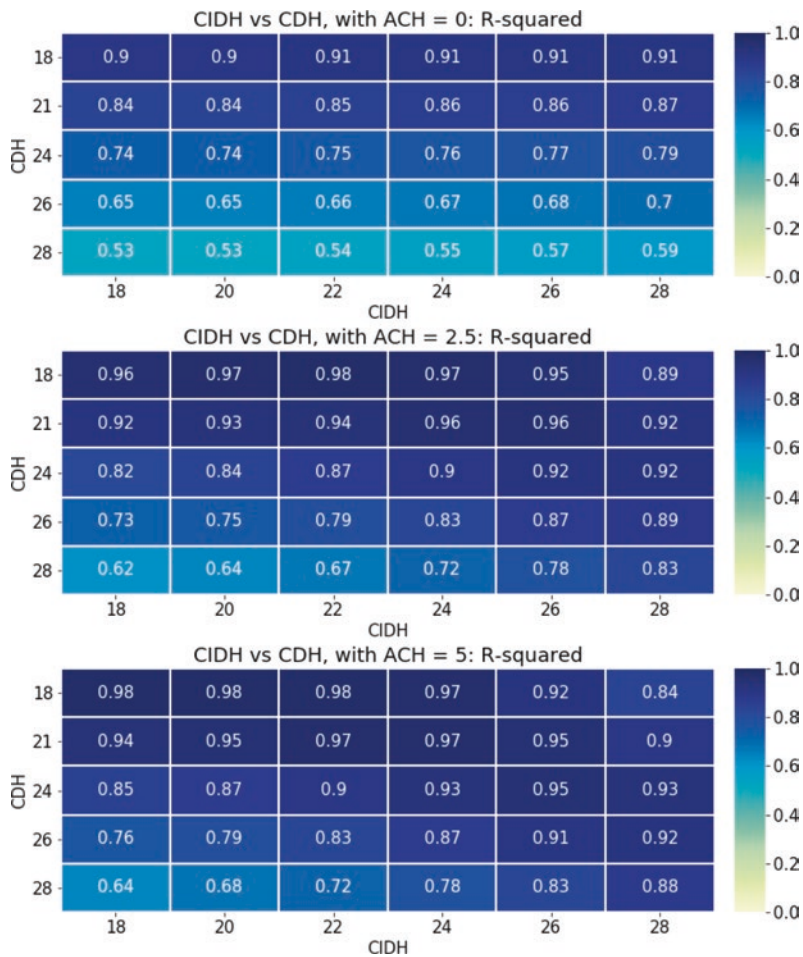 CIDH vs CDH, with ACH = 0: R-squared
18 0.9 0.9 0.91 0.91 0.91 0.91
21 0.84 0.84 0.85 0.86 0.86 0.87
24 0.74 0.74 0.75 0.76 0.77 0.79
26 0.65 0.65 0.66 0.67 0.68 0.7
28 0.53 0.53 0.54 0.55 0.57 0.59
CDH
18 20 22 24 26 28
CIDH
1.0
0.8
0.6
0.4
0.2
0.0
CIDH vs CDH, with ACH = 2.5: R-squared
18 0.96 0.97 0.98 0.97 0.95 0.89
21 0.92 0.93 0.94 0.96 0.96 0.92
24 0.82 0.84 0.87 0.9 0.92 0.92
26 0.73 0.75 0.79 0.83 0.87 0.89
28 0.62 0.64 0.67 0.72 0.78 0.83
CDH
18 20 22 24 26 28
CIDH
1.0
0.8
0.6
0.4
0.2
0.0
CIDH vs CDH, with ACH = 5: R-squared
18 0.98 0.98 0.98 0.97 0.92 0.84
21 0.94 0.95 0.97 0.97 0.95 0.9
24 0.85 0.87 0.9 0.93 0.95 0.93
26 0.76 0.79 0.83 0.87 0.91 0.92
28 0.64 0.68 0.72 0.78 0.83 0.88
CDH
18 20 22 24 26 28
CIDH
1.0
0.8
0.6
0.4
0.2
0.0